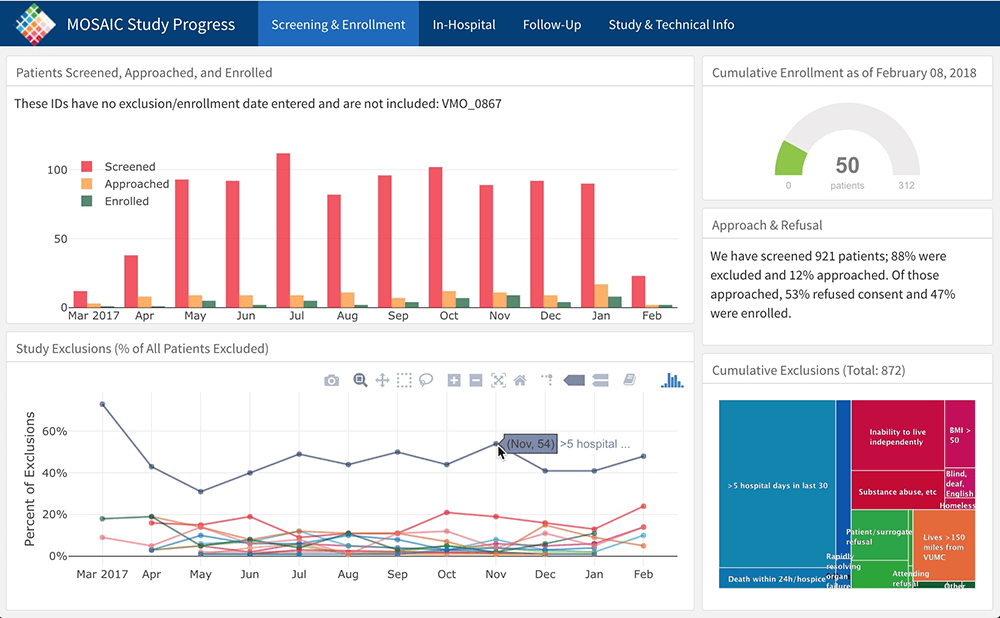 MOSAIC Study Progress
Screening & Enrollment
In-Hospital
Follow-Up
Study & Technical Info
Patients Screened, Approached, and Enrolled
These IDs have no exclusion/enrollment date entered and are not included: VMO_0867
100
50
0
Screened
Approached
Enrolled
Mar 2017
Apr
May
Jun
Jul
Aug
Sep
Oct
Nov
Dec
Jan
Feb
Cumulative Enrollment as of February 08, 2018
50
patients
0
312
Approach & Refusal
We have screened 921 patients; 88% were
excluded and 12% approached. Of those
approached, 53% refused consent and 47%
were enrolled.
Study Exclusions (% of All Patients Excluded)
Percent of Exclusions
60%
40%
20%
0%
(Nov, 54)
>5 hospital ...
Mar 2017
Apr
May
Jun
Jul
Aug
Sep
Oct
Nov
Dec
Jan
Feb
Cumulative Exclusions (Total: 872)
>5 hospital days in last 30
Death within 24h/hospice
Rapidly
resolving
organ
failure
Inability to live
independently
Substance abuse, etc
BMI >
50
Blind,
deaf,
English
Homeless
Patient/surrogate
refusal
Attending
refusal
Lives >150
miles from
VUMC
Other